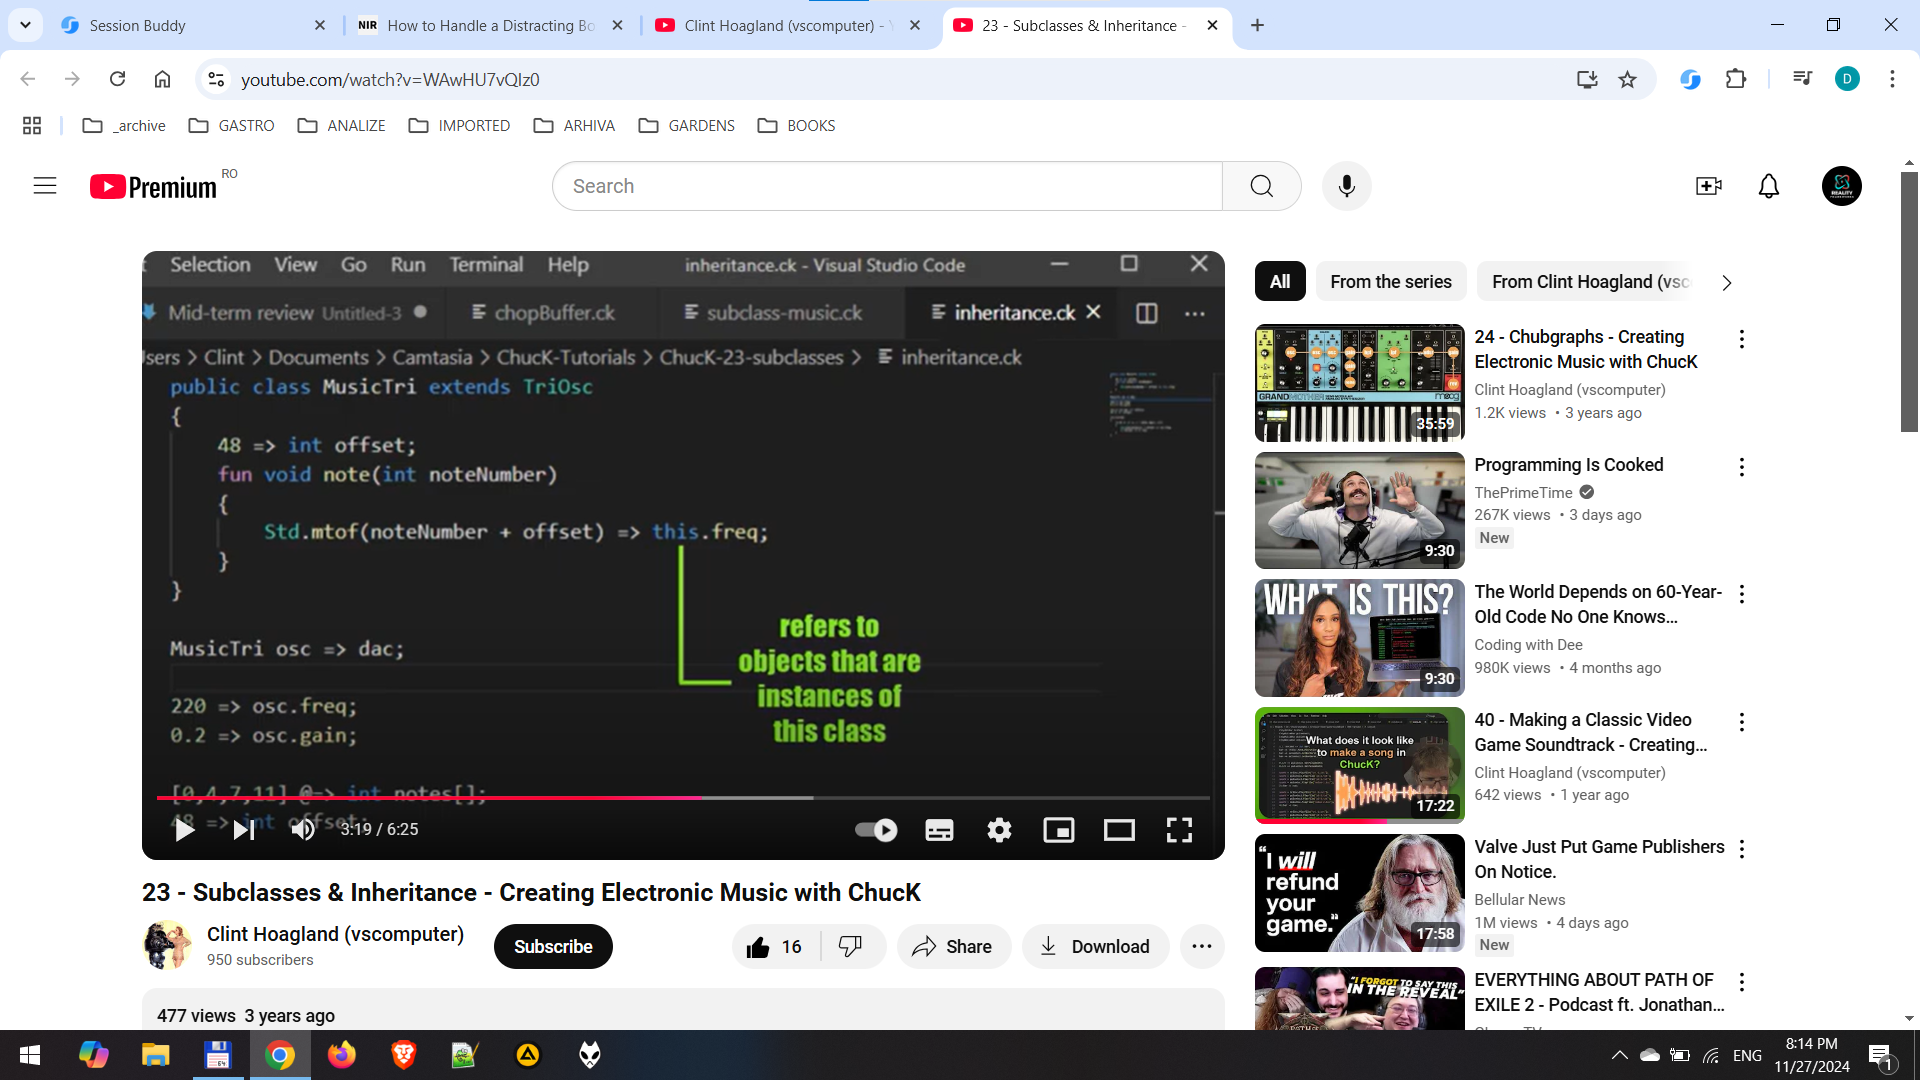 Session Buddy
NIR How to Handle a Distracting Bo
Clint Hoagland (vscomputer) - Y
23 - Subclasses & Inheritance -
youtube.com/watch?v=WAwHU7vQIz0
D
_archive
GASTRO
ANALIZE
IMPORTED
ARHIVA
GARDENS
BOOKS
Premium RO
Search
Selection View Go Run Terminal Help inheritance.ck - Visual Studio Code
Mid-term review Untitled-3 chopBuffer.ck subclass-music.ck inheritance.ck
Users > Clint > Documents > Camtasia > ChucK-Tutorials > ChucK-23-subclasses > inheritance.ck
public class MusicTri extends TriOsc
{
48 => int offset;
fun void note(int noteNumber)
{
Std.mtof(noteNumber + offset) => this.freq;
}
}
refers to
objects that are
instances of
this class
MusicTri osc => dac;
220 => osc.freq;
0.2 => osc.gain;
[0,4,7,11] @=> int notes[];
48 => int offset;
3:19 / 6:25
23 - Subclasses & Inheritance - Creating Electronic Music with ChucK
Clint Hoagland (vscomputer)
950 subscribers
Subscribe
16
Share
Download
477 views 3 years ago
All
From the series
From Clint Hoagland (vsc
GRANDMOTHER
moog
35:59
24 - Chubgraphs - Creating
Electronic Music with ChucK
Clint Hoagland (vscomputer)
1.2K views • 3 years ago
9:30
Programming Is Cooked
ThePrimeTime
267K views • 3 days ago
New
WHAT IS THIS?
9:30
The World Depends on 60-Year-
Old Code No One Knows...
Coding with Dee
980K views • 4 months ago
What does it look like
to make a song in
ChucK?
17:22
40 - Making a Classic Video
Game Soundtrack - Creating...
Clint Hoagland (vscomputer)
642 views • 1 year ago
"I will
refund
your
game."
17:58
Valve Just Put Game Publishers
On Notice.
Bellular News
1M views • 4 days ago
New
"I FORGOT TO SAY THIS
IN THE REVEAL"
EVERYTHING ABOUT PATH OF
EXILE 2 - Podcast ft. Jonathan...
64
ENG
8:14 PM
11/27/2024
1